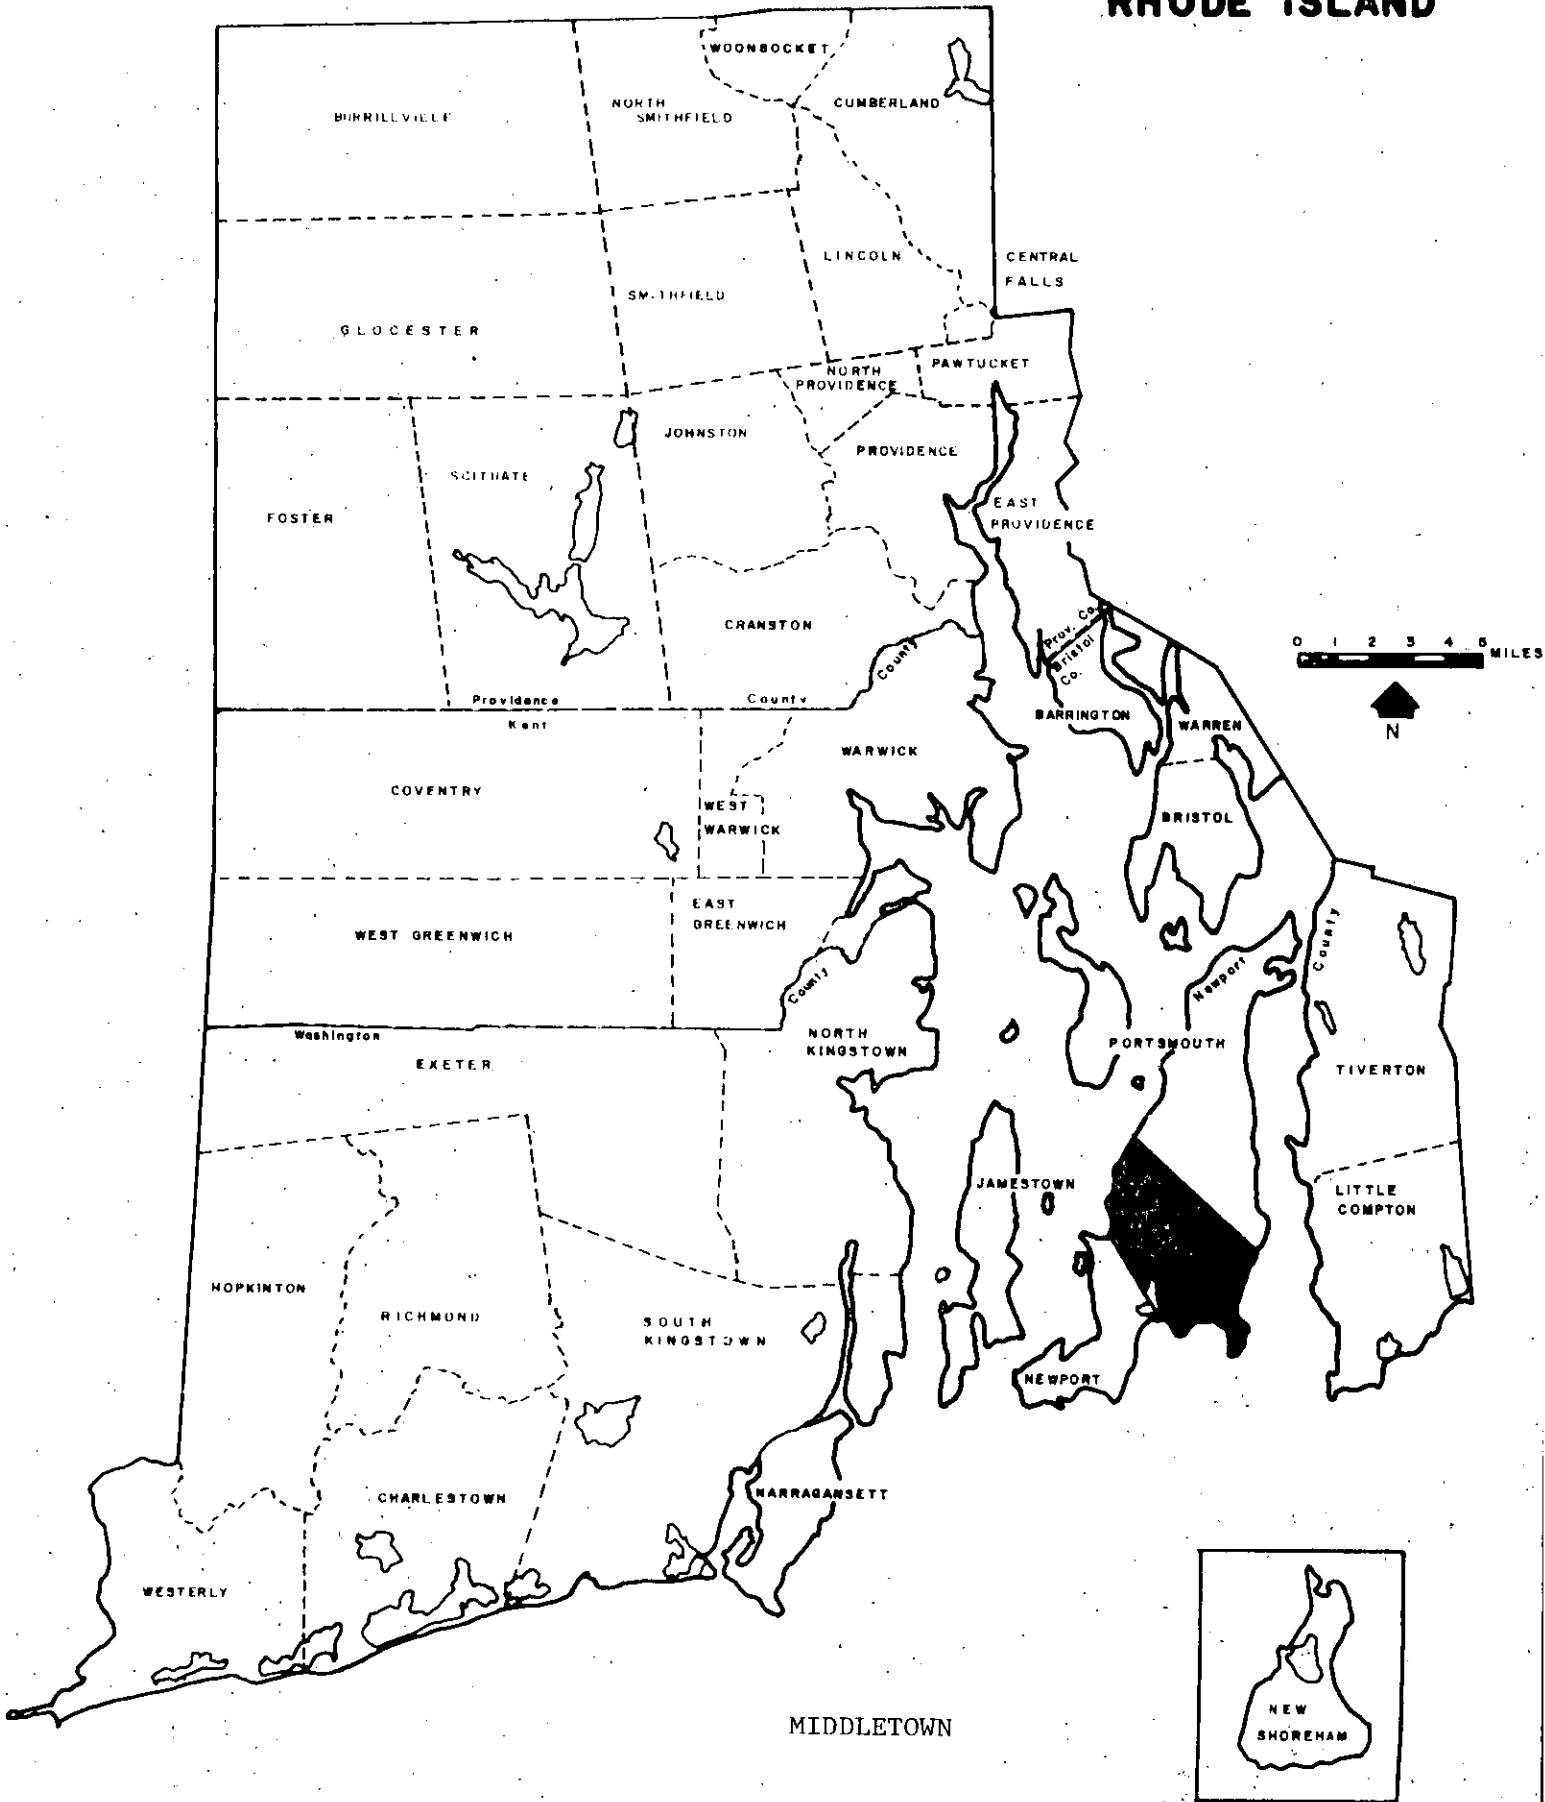 RHODE ISLAND
WOONSOCKET
BURRILLVILLE
NORTH
SMITHFIELD
CUMBERLAND
LINCOLN
CENTRAL
FALLS
SMITHFIELD
GLOCESTER
PAWTUCKET
NORTH
PROVIDENCE
JOHNSTON
PROVIDENCE
SCITUATE
FOSTER
EAST
PROVIDENCE
CRANSTON
County
Prov. Co.
Bristol
Co.
0 1 2 3 4 5 MILES
N
Providence County
Kent
BARRINGTON
WARREN
WARWICK
COVENTRY
WEST
WARWICK
BRISTOL
EAST
GREENWICH
WEST GREENWICH
County
Newport
County
Washington
NORTH
KINGSTOWN
PORTSMOUTH
EXETER
TIVERTON
JAMESTOWN
LITTLE
COMPTON
HOPKINTON
RICHMOND
SOUTH
KINGSTOWN
NEWPORT
CHARLESTOWN
NARRAGANSETT
WESTERLY
NEW
SHOREHAM
MIDDLETOWN